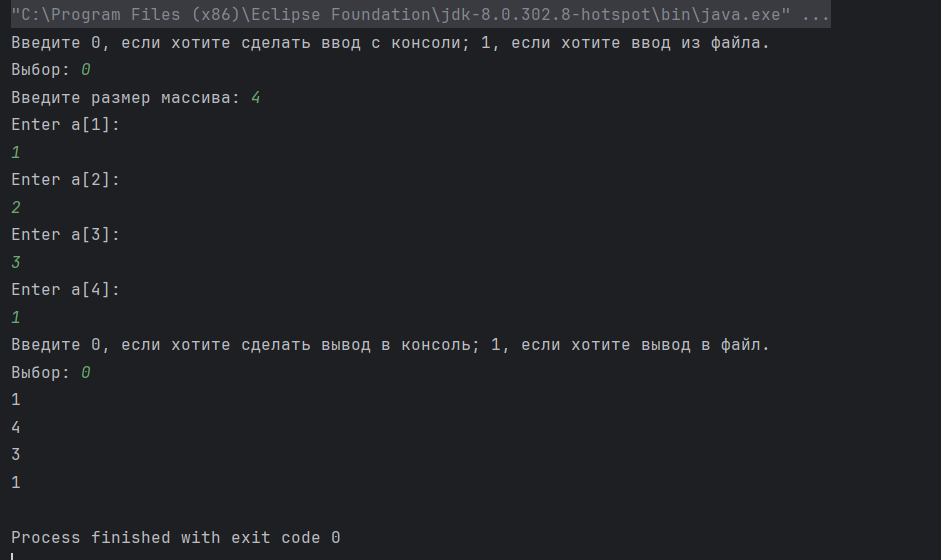 "C:\Program Files (x86)\Eclipse Foundation\jdk-8.0.302.8-hotspot\bin\java.exe" ...
Введите 0, если хотите сделать ввод с консоли; 1, если хотите ввод из файла.
Выбор: 0
Введите размер массива: 4
Enter a[1]:
1
Enter a[2]:
2
Enter a[3]:
3
Enter a[4]:
1
Введите 0, если хотите сделать вывод в консоль; 1, если хотите вывод в файл.
Выбор: 0
1
4
3
1
Process finished with exit code 0